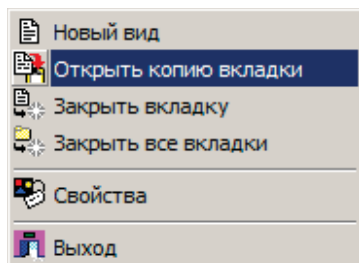 Новый вид
Открыть копию вкладки
Закрыть вкладку
Закрыть все вкладки
Свойства
Выход